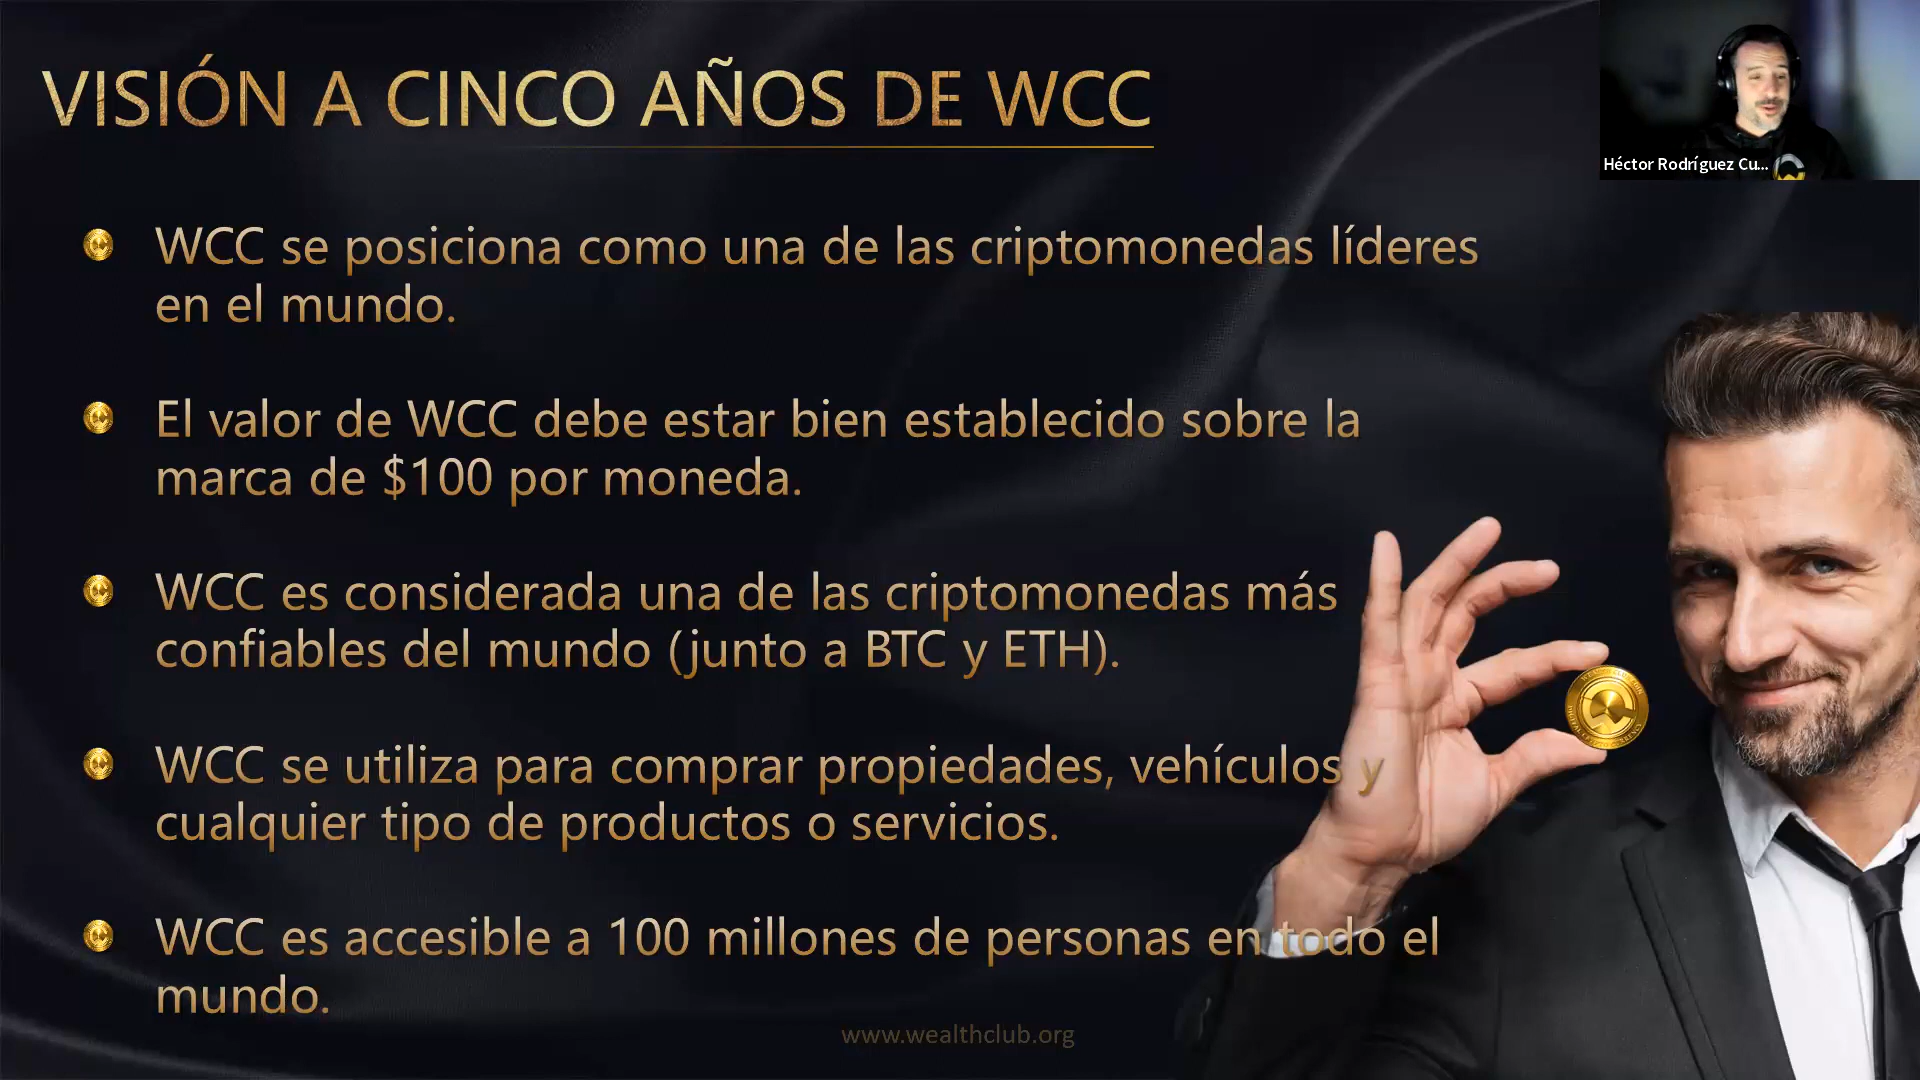 VISIÓN A CINCO AÑOS DE WCC
Héctor Rodríguez Cu...
WCC se posiciona como una de las criptomonedas líderes
en el mundo.
El valor de WCC debe estar bien establecido sobre la
marca de $100 por moneda.
WCC es considerada una de las criptomonedas más
confiables del mundo (junto a BTC y ETH).
WCC se utiliza para comprar propiedades, vehículos y
cualquier tipo de productos o servicios.
WCC es accesible a 100 millones de personas en todo el
mundo.
www.wealthclub.org